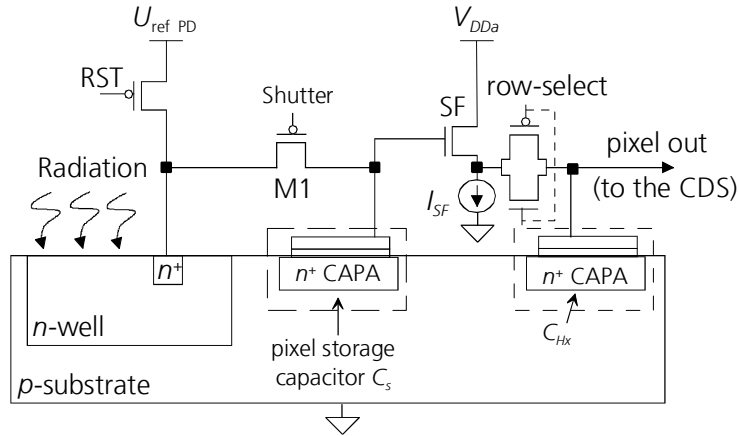 U_ref PD
V_DDa
RST
row-select
Shutter
SF
pixel out
Radiation
M1
(to the CDS)
I_SF
n+
n+ CAPA
n+ CAPA
n-well
pixel storage
capacitor C_s
C_Hx
p-substrate